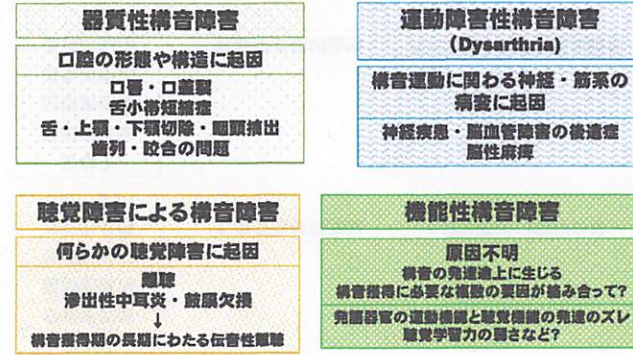 器質性構音障害
口腔の形態や構造に起因
口唇・口蓋裂
舌小帯短縮症
舌・上顎・下顎切除・咽頭摘出
歯列・咬合の問題
運動障害性構音障害
(Dysarthria)
構音運動に関わる神経・筋系の
病変に起因
神経疾患・脳血管障害の後遺症
脳性麻痺
聴覚障害による構音障害
何らかの聴覚障害に起因
難聴
滲出性中耳炎・鼓膜欠損
↓
構音獲得期の長期にわたる伝音性難聴
機能性構音障害
原因不明
構音の発達途上に生じる
構音獲得に必要な複数の要因が絡み合って?
発語器官の運動機能と聴覚機能の発達のズレ
聴覚学習力の弱さなど?